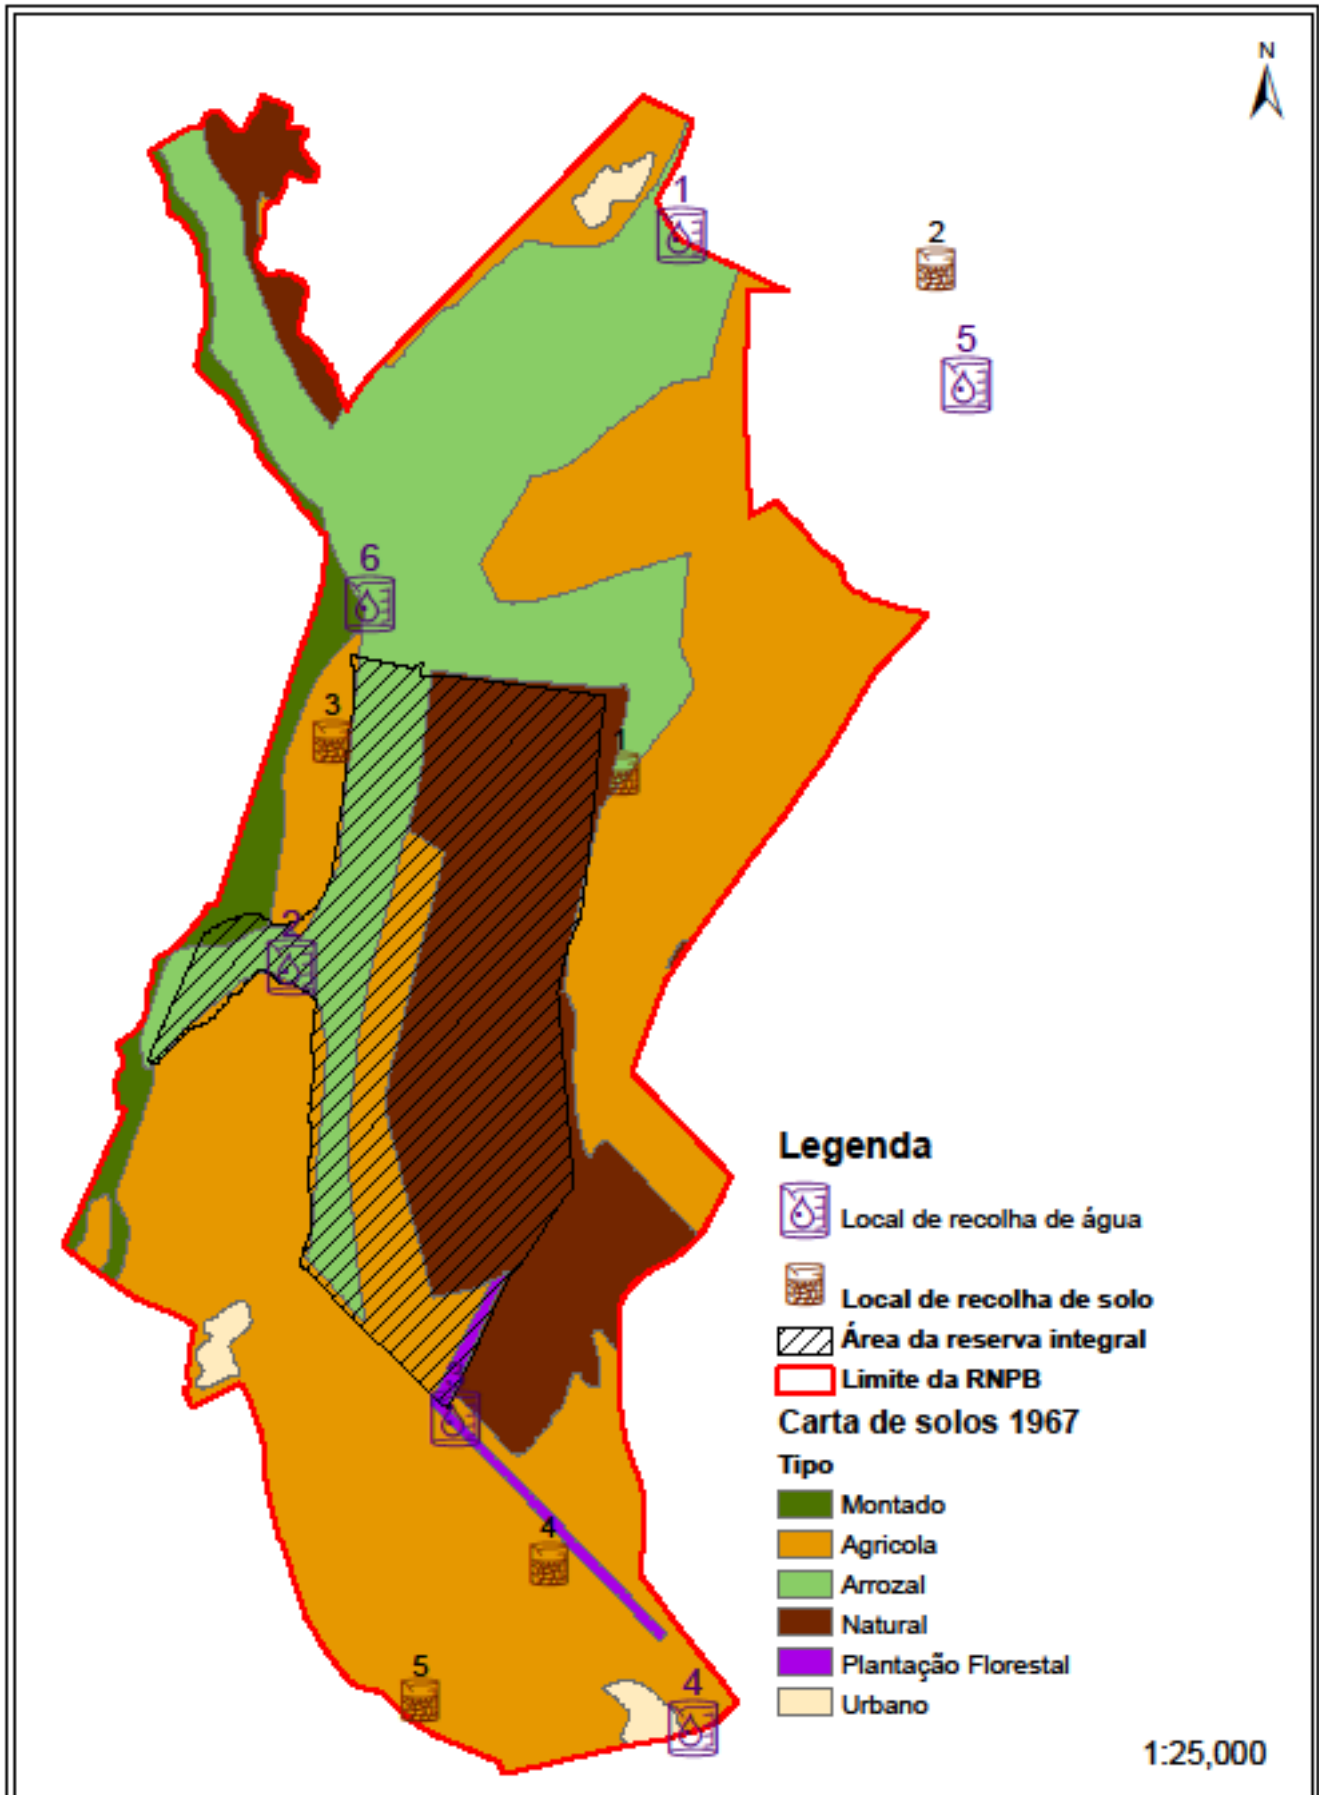 N
1
2
5
6
3
1
2
Legenda
Local de recolha de água
Local de recolha de solo
Área da reserva integral
Limite da RNPB
Carta de solos 1967
Tipo
Montado
Agricola
Arrozal
Natural
Plantação Florestal
Urbano
3
4
5
4
1:25,000